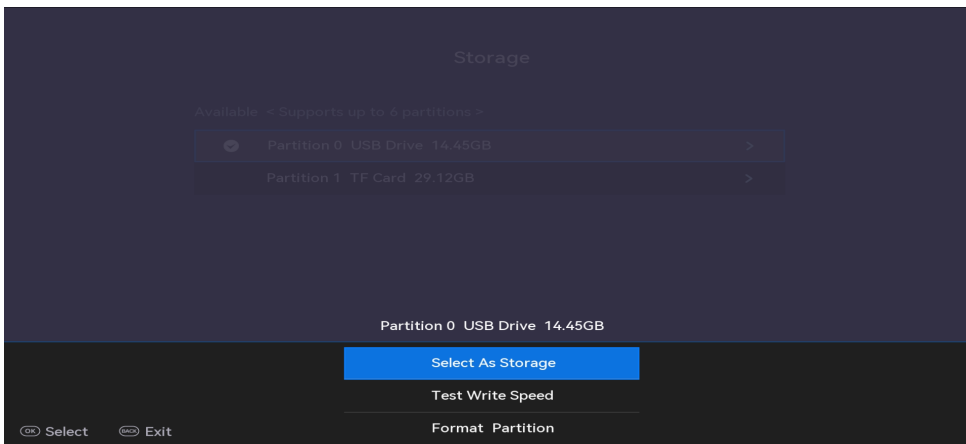 Storage
Available < Supports up to 6 partitions >
Partition 0 USB Drive 14.45GB >
Partition 1 TF Card 29.12GB >
Partition 0 USB Drive 14.45GB
Select As Storage
Test Write Speed
OK Select BACK Exit Format Partition